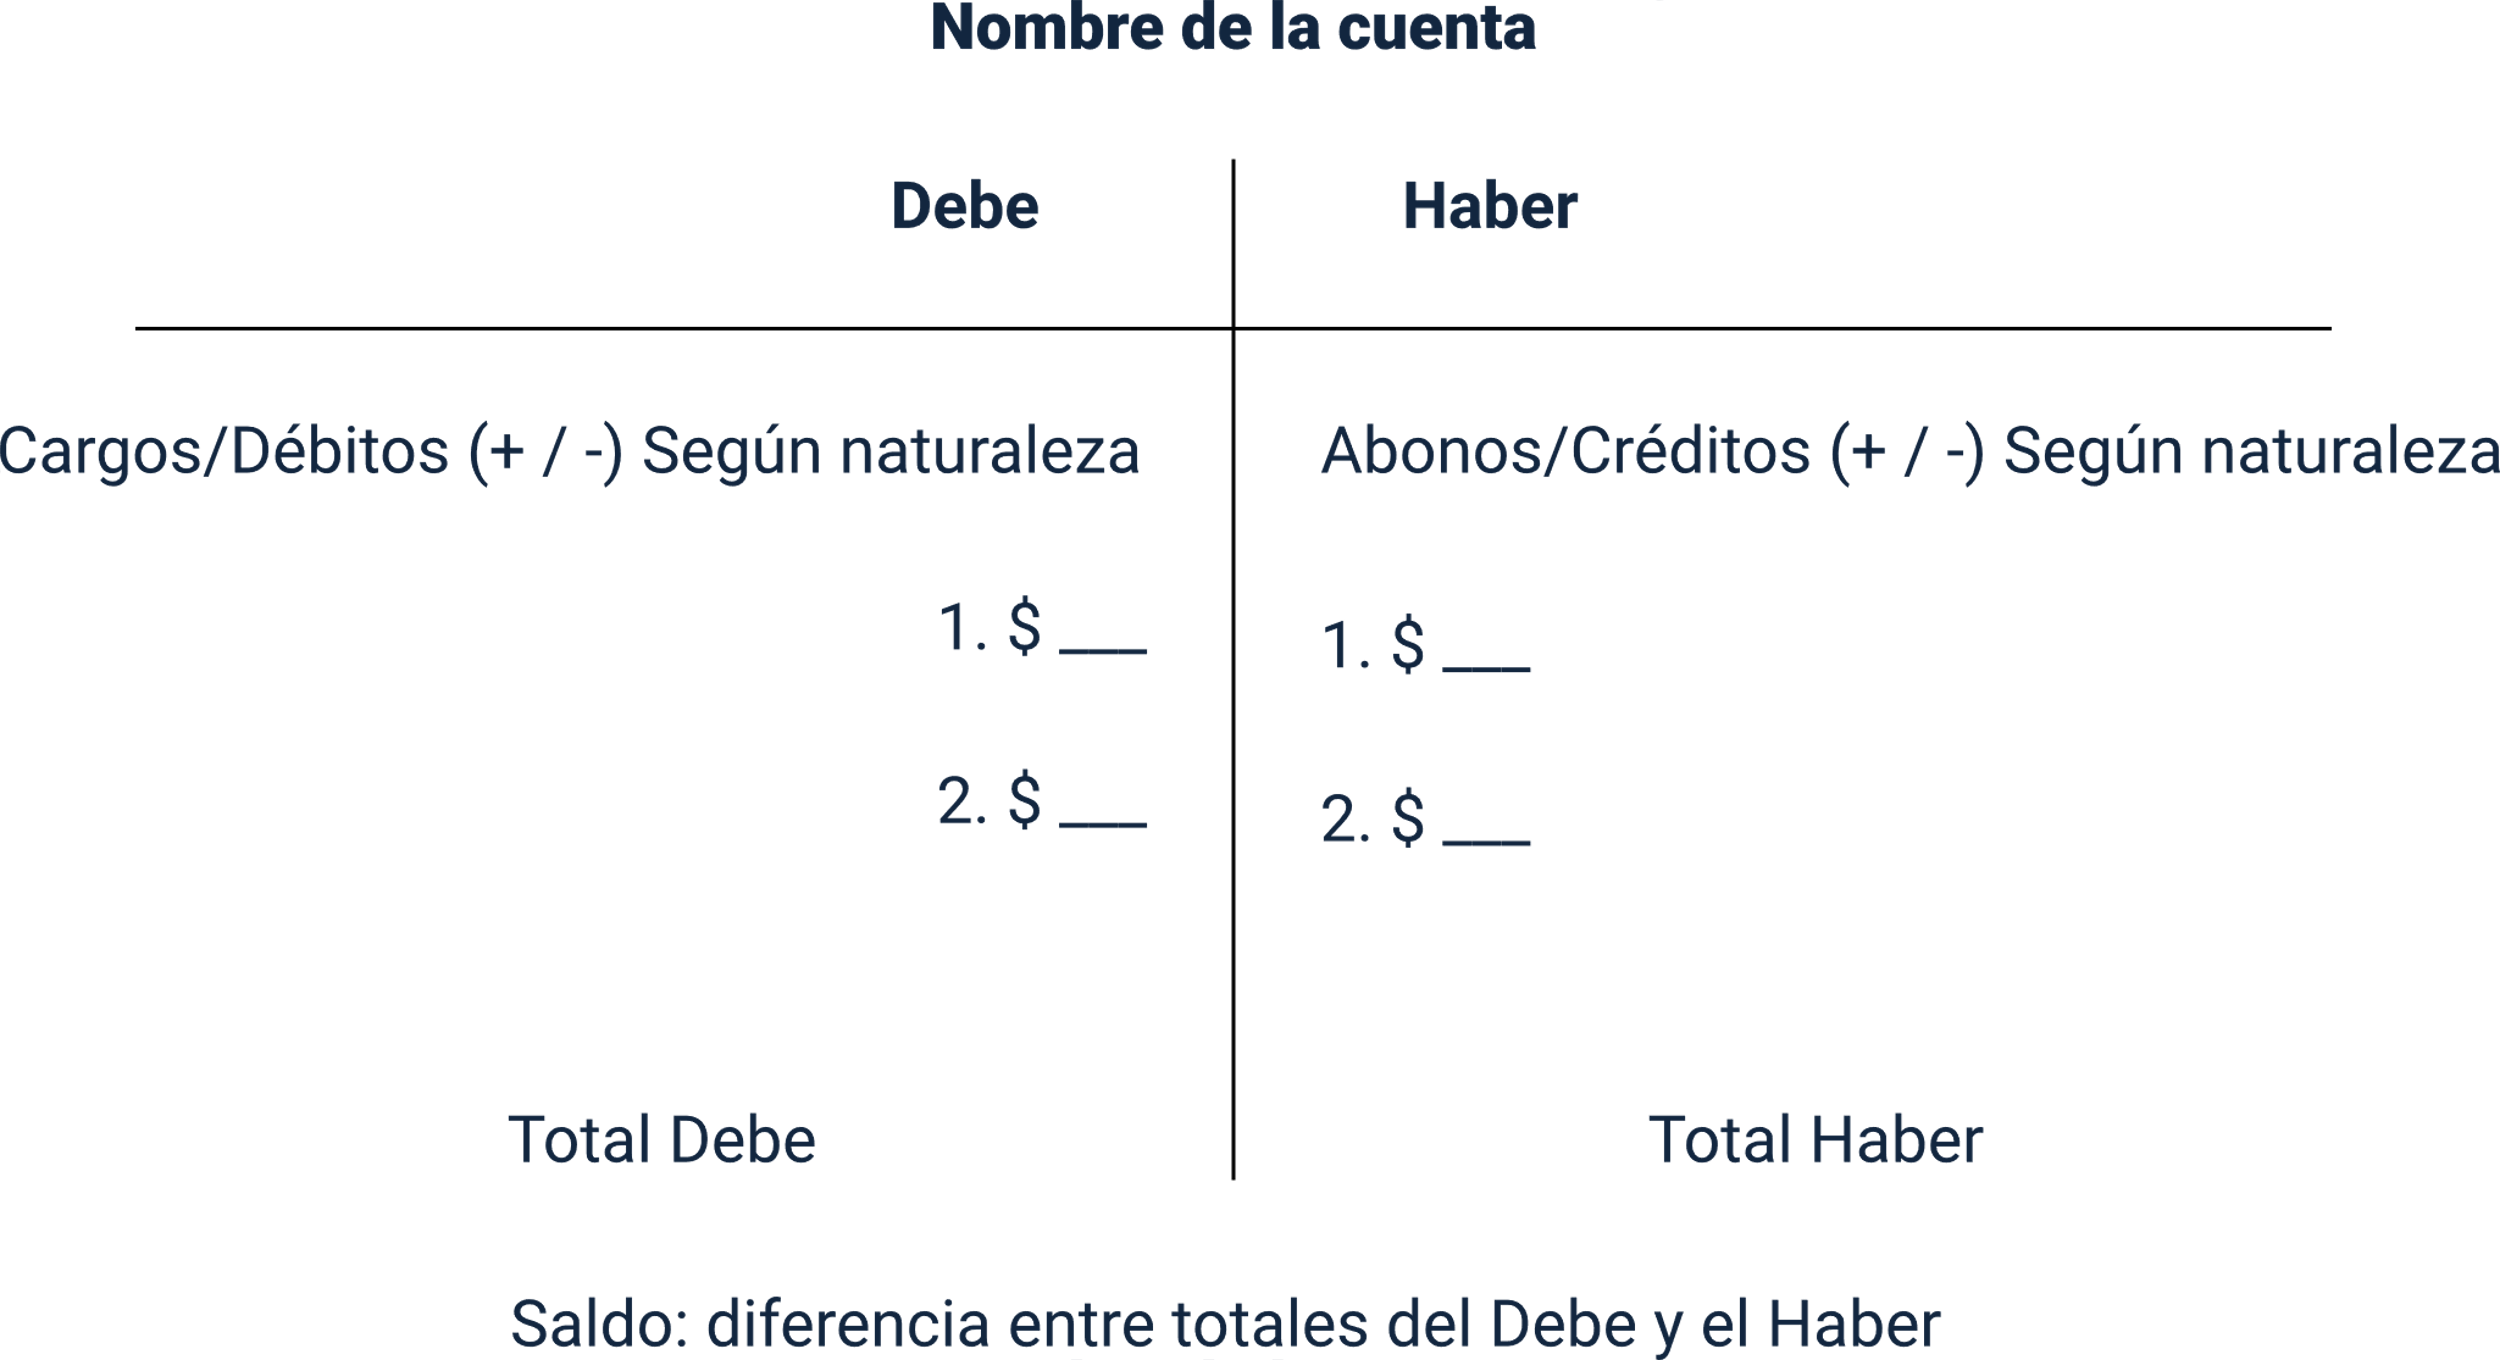 Nombre de la cuenta
Debe
Haber
Cargos/Débitos (+ / -) Según naturaleza
Abonos/Créditos (+ / -) Según naturaleza
1. $ ___
1. $ ___
2. $ ___
2. $ ___
Total Debe
Total Haber
Saldo: diferencia entre totales del Debe y el Haber